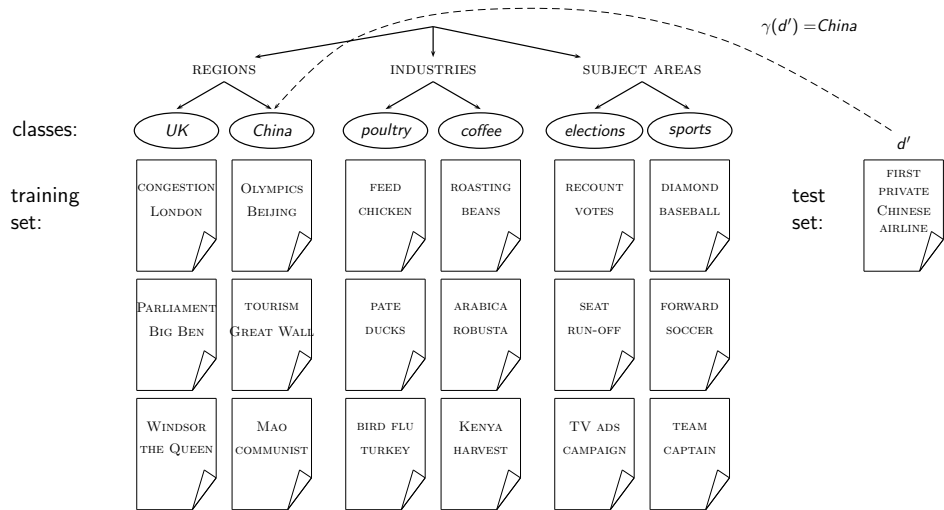 γ(d′) =China
REGIONS INDUSTRIES SUBJECT AREAS
classes: UK China poultry coffee elections sports
d′
training set:
CONGESTION
LONDON
OLYMPICS
BEIJING
FEED
CHICKEN
ROASTING
BEANS
RECOUNT
VOTES
DIAMOND
BASEBALL
test set:
FIRST
PRIVATE
CHINESE
AIRLINE
PARLIAMENT
BIG BEN
TOURISM
GREAT WALL
PATE
DUCKS
ARABICA
ROBUSTA
SEAT
RUN-OFF
FORWARD
SOCCER
WINDSOR
THE QUEEN
MAO
COMMUNIST
BIRD FLU
TURKEY
KENYA
HARVEST
TV ADS
CAMPAIGN
TEAM
CAPTAIN